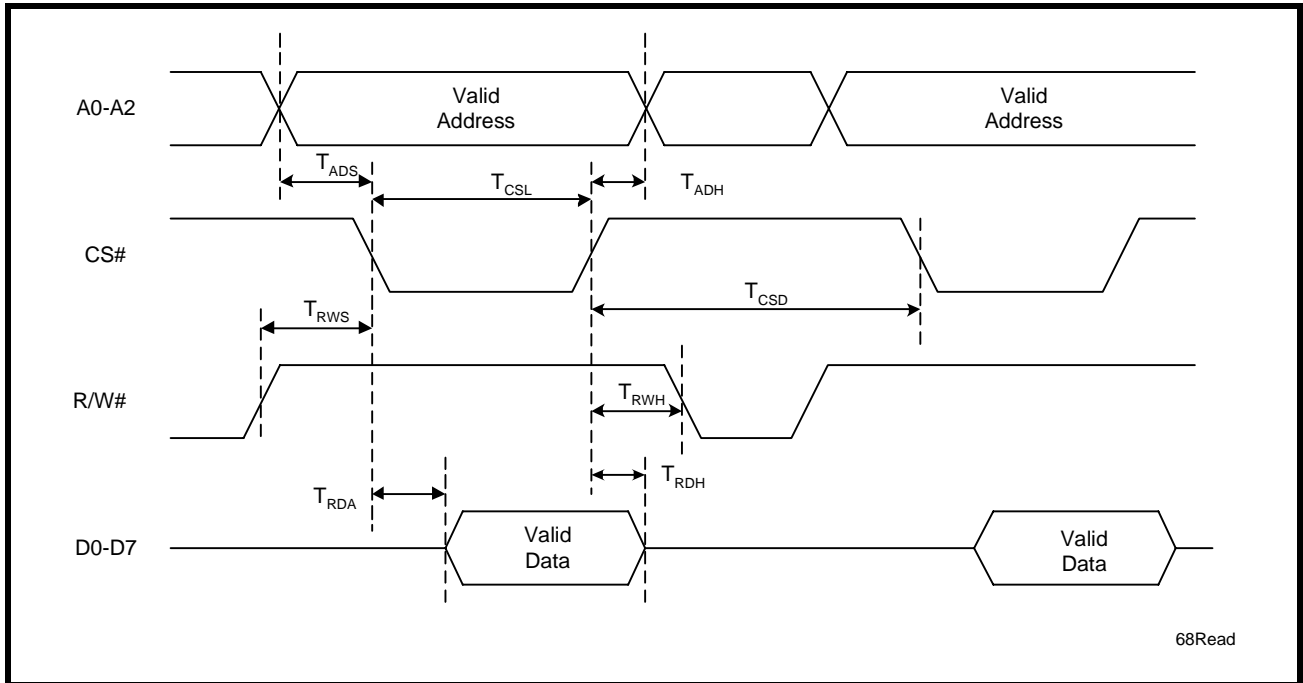 A0-A2
Valid
Address
Valid
Address
TADS
TCSL
TADH
CS#
TCSD
TRWS
R/W#
TRWH
TRDH
TRDA
D0-D7
Valid
Data
Valid
Data
68Read